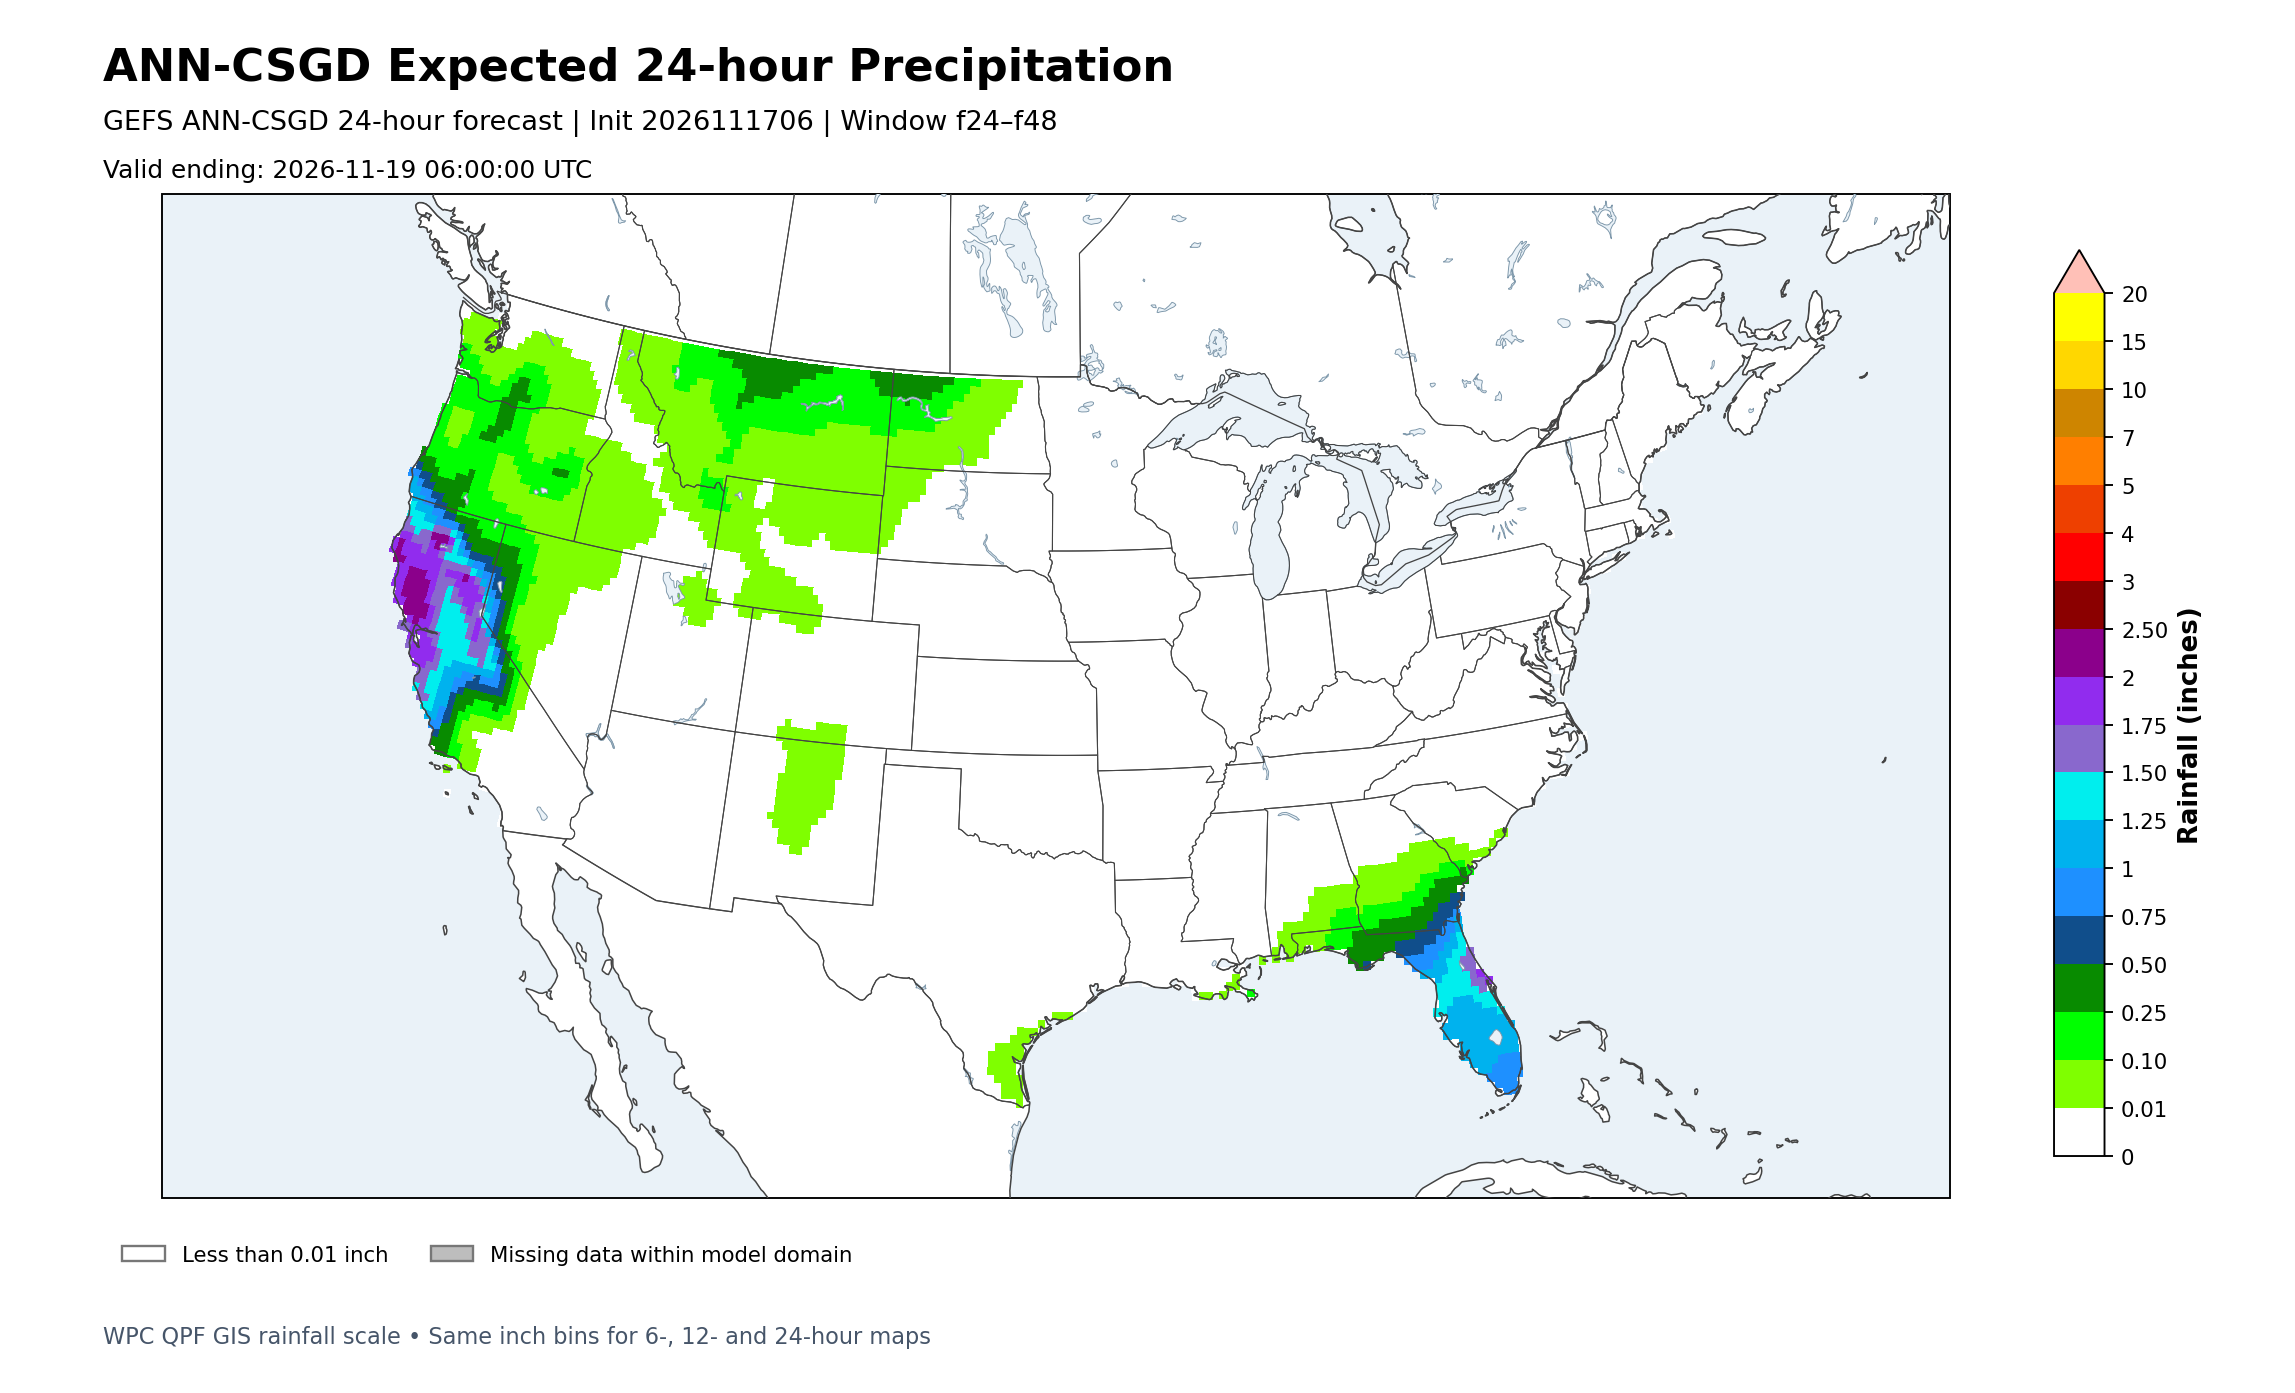 ANN-CSGD Expected 24-hour Precipitation
GEFS ANN-CSGD 24-hour forecast | Init 2026111706 | Window f24–f48
Valid ending: 2026-11-19 06:00:00 UTC
20
15
10
7
5
4
3
2.50
2
1.75
1.50
1.25
1
0.75
0.50
0.25
0.10
0.01
0
Rainfall (inches)
Less than 0.01 inch
Missing data within model domain
WPC QPF GIS rainfall scale • Same inch bins for 6-, 12- and 24-hour maps